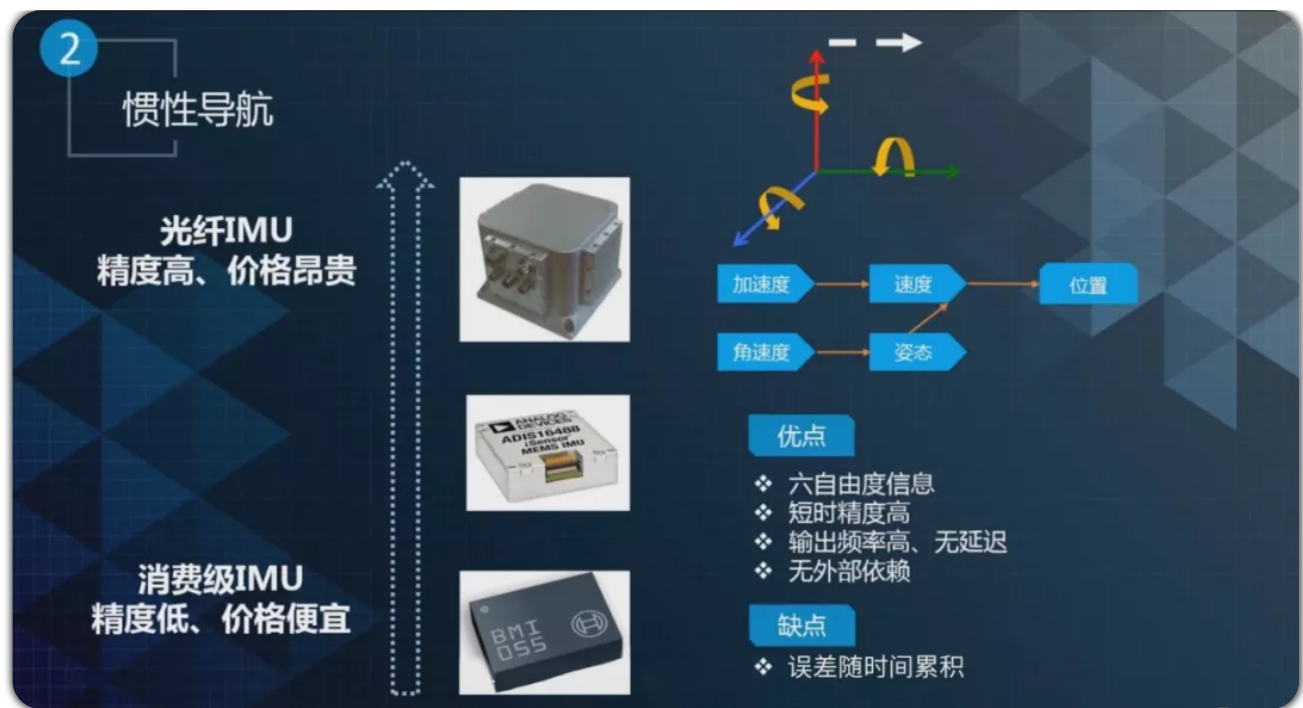 2
惯性导航
光纤IMU
精度高、价格昂贵
ANALOG
DEVICES
ADIS16488
iSensor
MEMS IMU
消费级IMU
精度低、价格便宜
BMI
055
加速度
速度
位置
角速度
姿态
优点
❖ 六自由度信息
❖ 短时精度高
❖ 输出频率高、无延迟
❖ 无外部依赖
缺点
❖ 误差随时间累积